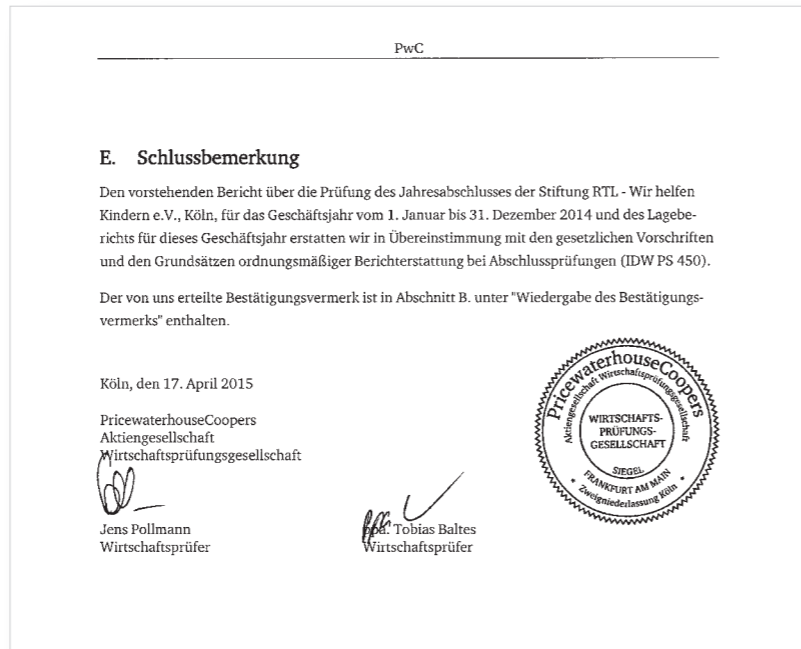 PwC
E. Schlussbemerkung
Den vorstehenden Bericht über die Prüfung des Jahresabschlusses der Stiftung RTL - Wir helfen
Kindern e.V., Köln, für das Geschäftsjahr vom 1. Januar bis 31. Dezember 2014 und des Lagebe-
richts für dieses Geschäftsjahr erstatten wir in Übereinstimmung mit den gesetzlichen Vorschriften
und den Grundsätzen ordnungsmäßiger Berichterstattung bei Abschlussprüfungen (IDW PS 450).
Der von uns erteilte Bestätigungsvermerk ist in Abschnitt B. unter "Wiedergabe des Bestätigungs-
vermerks" enthalten.
Köln, den 17. April 2015
PricewaterhouseCoopers
Aktiengesellschaft
Wirtschaftsprüfungsgesellschaft
Jens Pollmann
Wirtschaftsprüfer
ppa. Tobias Baltes
Wirtschaftsprüfer
PricewaterhouseCoopers
Aktiengesellschaft Wirtschaftsprüfungsgesellschaft
WIRTSCHAFTS-
PRÜFUNGS-
GESELLSCHAFT
SIEGEL
FRANKFURT AM MAIN
* Zweigniederlassung Köln *